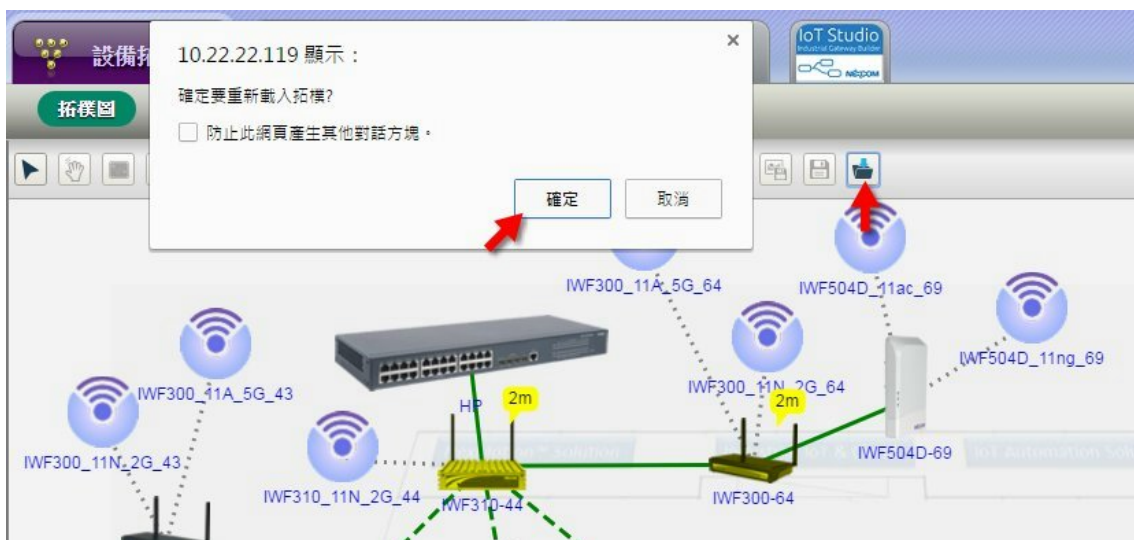 設備拓
10.22.22.119 顯示：
確定要重新載入拓樸?
防止此網頁產生其他對話方塊。
確定
取消
IoT Studio
Industrial Gateway Builder
NEXCOM
拓樸圖
IWF300_11A_5G_64
IWF504D_11ac_69
IWF504D_11ng_69
IWF300_11A_5G_43
IWF300_11N_2G_64
HP
2m
2m
IWF300_11N_2G_43
IWF504D-69
IWF310_11N_2G_44
IWF310-44
IWF300-64